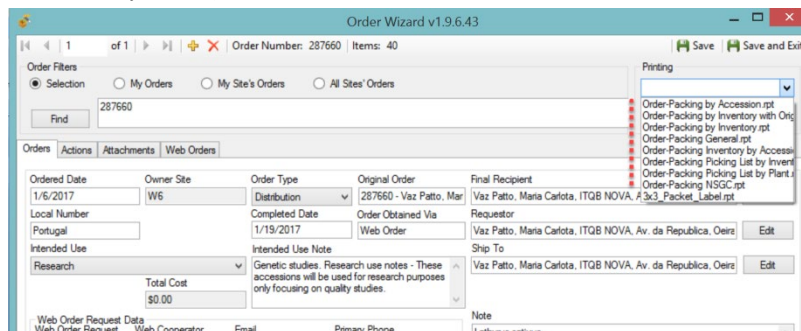 Order Wizard v1.9.6.43
1 of 1 Order Number: 287660 Items: 40 Save Save and Exit
Order Filters Printing
Selection My Orders My Site's Orders All Sites' Orders
Find 287660
Order-Packing by Accession.rpt
Order-Packing by Inventory with Orig
Order-Packing by Inventory.rpt
Order-Packing General.rpt
Order-Packing Inventory by Accessi
Order-Packing Picking List by Invent
Order-Packing Picking List by Plant.r
Order-Packing NSGC.rpt
3x3_Packet_Label.rpt
Orders Actions Attachments Web Orders
Ordered Date Owner Site Order Type Original Order Final Recipient
1/6/2017 W6 Distribution 287660 - Vaz Patto, Mar Vaz Patto, Maria Carlota, ITQB NOVA, A
Local Number Completed Date Order Obtained Via Requestor
Portugal 1/19/2017 Web Order Vaz Patto, Maria Carlota, ITQB NOVA, Av. da Republica, Oeira Edit
Intended Use Intended Use Note Ship To
Research Genetic studies. Research use notes - These Vaz Patto, Maria Carlota, ITQB NOVA, Av. da Republica, Oeira Edit
accessions will be used for research purposes
only focusing on quality studies.
Total Cost
$0.00
Web Order Request Data Note
Web Order Request Web Cooperator Email Primary Phone